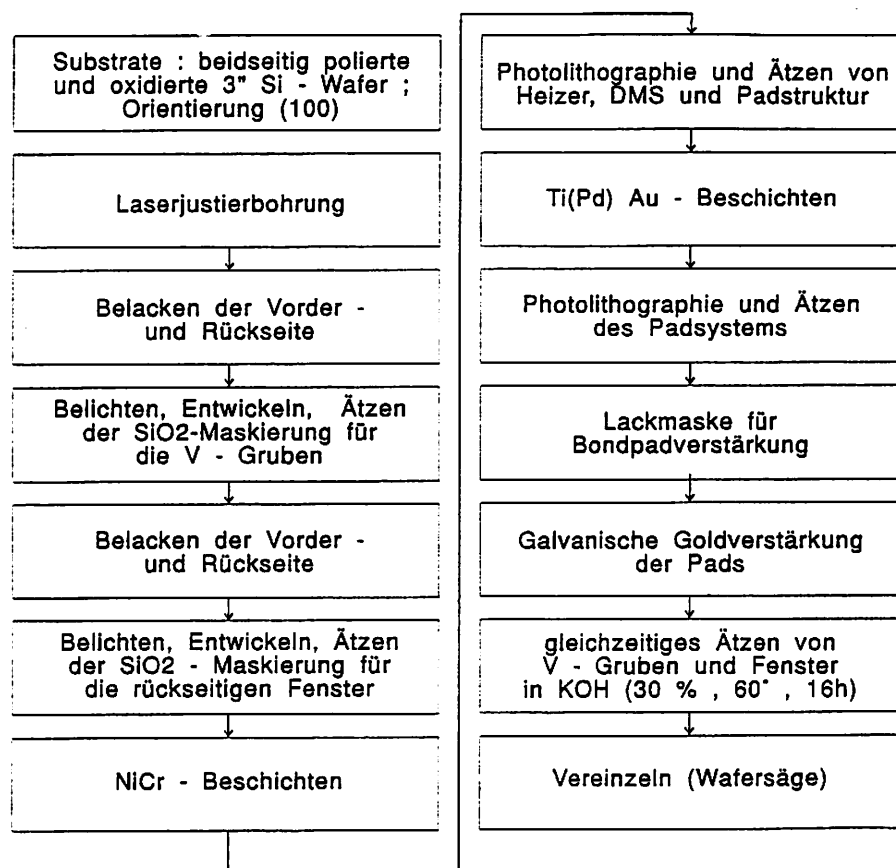 Substrate : beidseitig polierte
und oxidierte 3" Si - Wafer ;
Orientierung (100)
Laserjustierbohrung
Belacken der Vorder -
und Rückseite
Belichten, Entwickeln, Ätzen
der SiO2-Maskierung für
die V - Gruben
Belacken der Vorder -
und Rückseite
Belichten, Entwickeln, Ätzen
der SiO2 - Maskierung für
die rückseitigen Fenster
NiCr - Beschichten
Photolithographie und Ätzen von
Heizer, DMS und Padstruktur
Ti(Pd) Au - Beschichten
Photolithographie und Ätzen
des Padsystems
Lackmaske für
Bondpadverstärkung
Galvanische Goldverstärkung
der Pads
gleichzeitiges Ätzen von
V - Gruben und Fenster
in KOH (30 % , 60° , 16h)
Vereinzeln (Wafersäge)